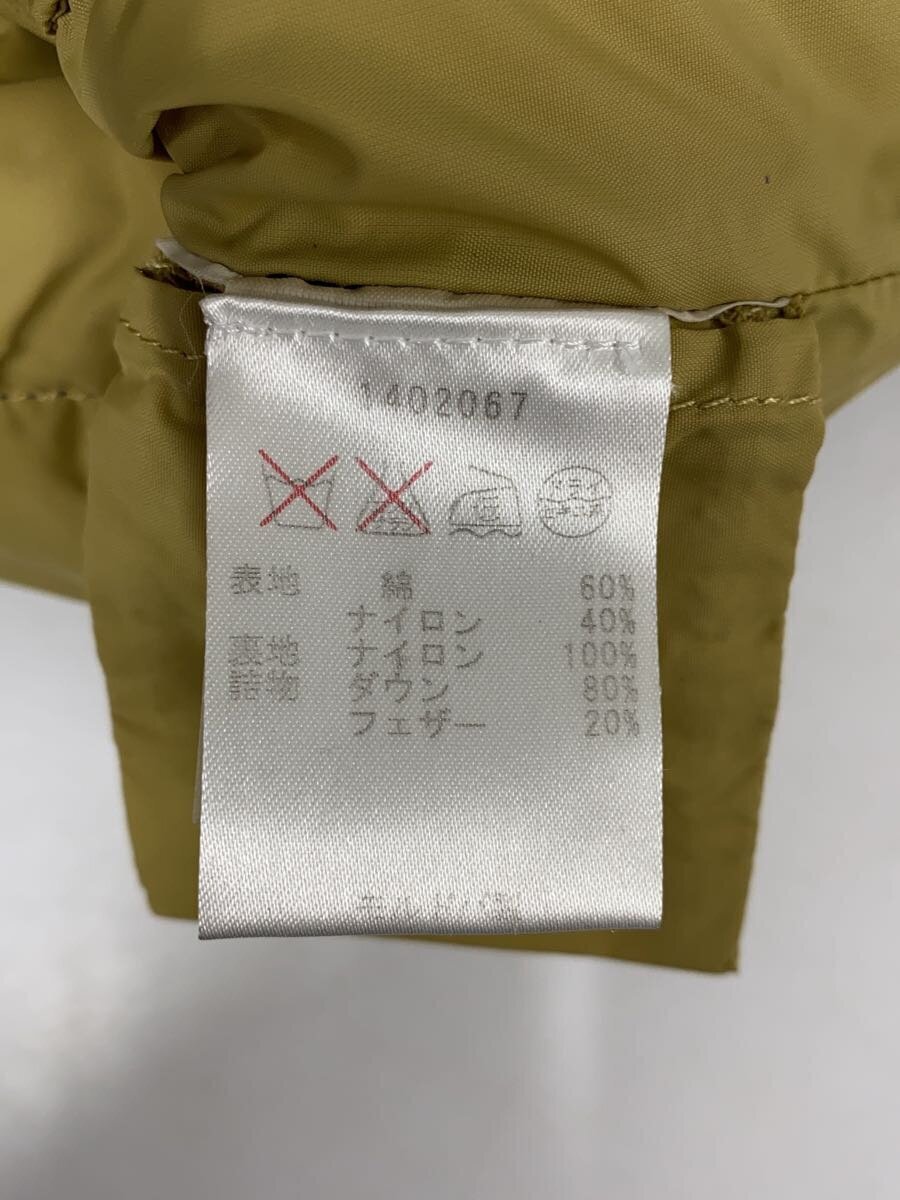 1402067
表地 綿 60%
ナイロン 40%
裏地 ナイロン 100%
詰物 ダウン 80%
フェザー 20%